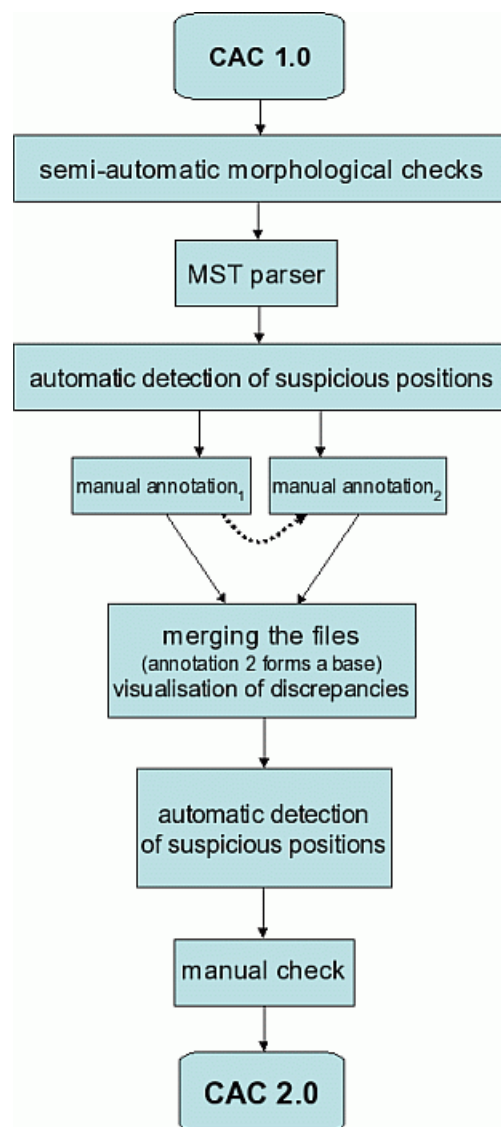 CAC 1.0
semi-automatic morphological checks
MST parser
automatic detection of suspicious positions
manual annotation₁
manual annotation₂
merging the files
(annotation 2 forms a base)
visualisation of discrepancies
automatic detection
of suspicious positions
manual check
CAC 2.0